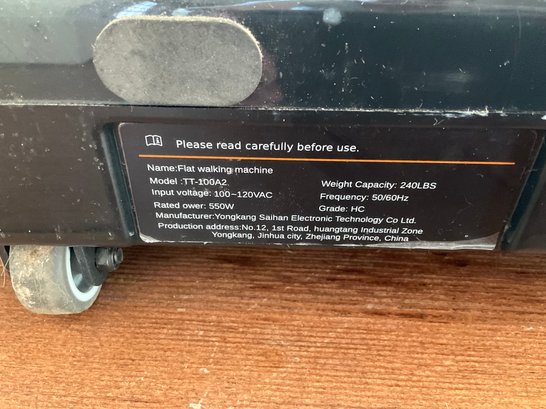 Please read carefully before use.
Name:Flat walking machine
Model :TT-100A2
Input voltage: 100~120VAC
Rated ower: 550W
Weight Capacity: 240LBS
Frequency: 50/60Hz
Grade: HC
Manufacturer:Yongkang Saihan Electronic Technology Co Ltd.
Production address:No.12, 1st Road, huangtang Industrial Zone
Yongkang, Jinhua city, Zhejiang Province, China